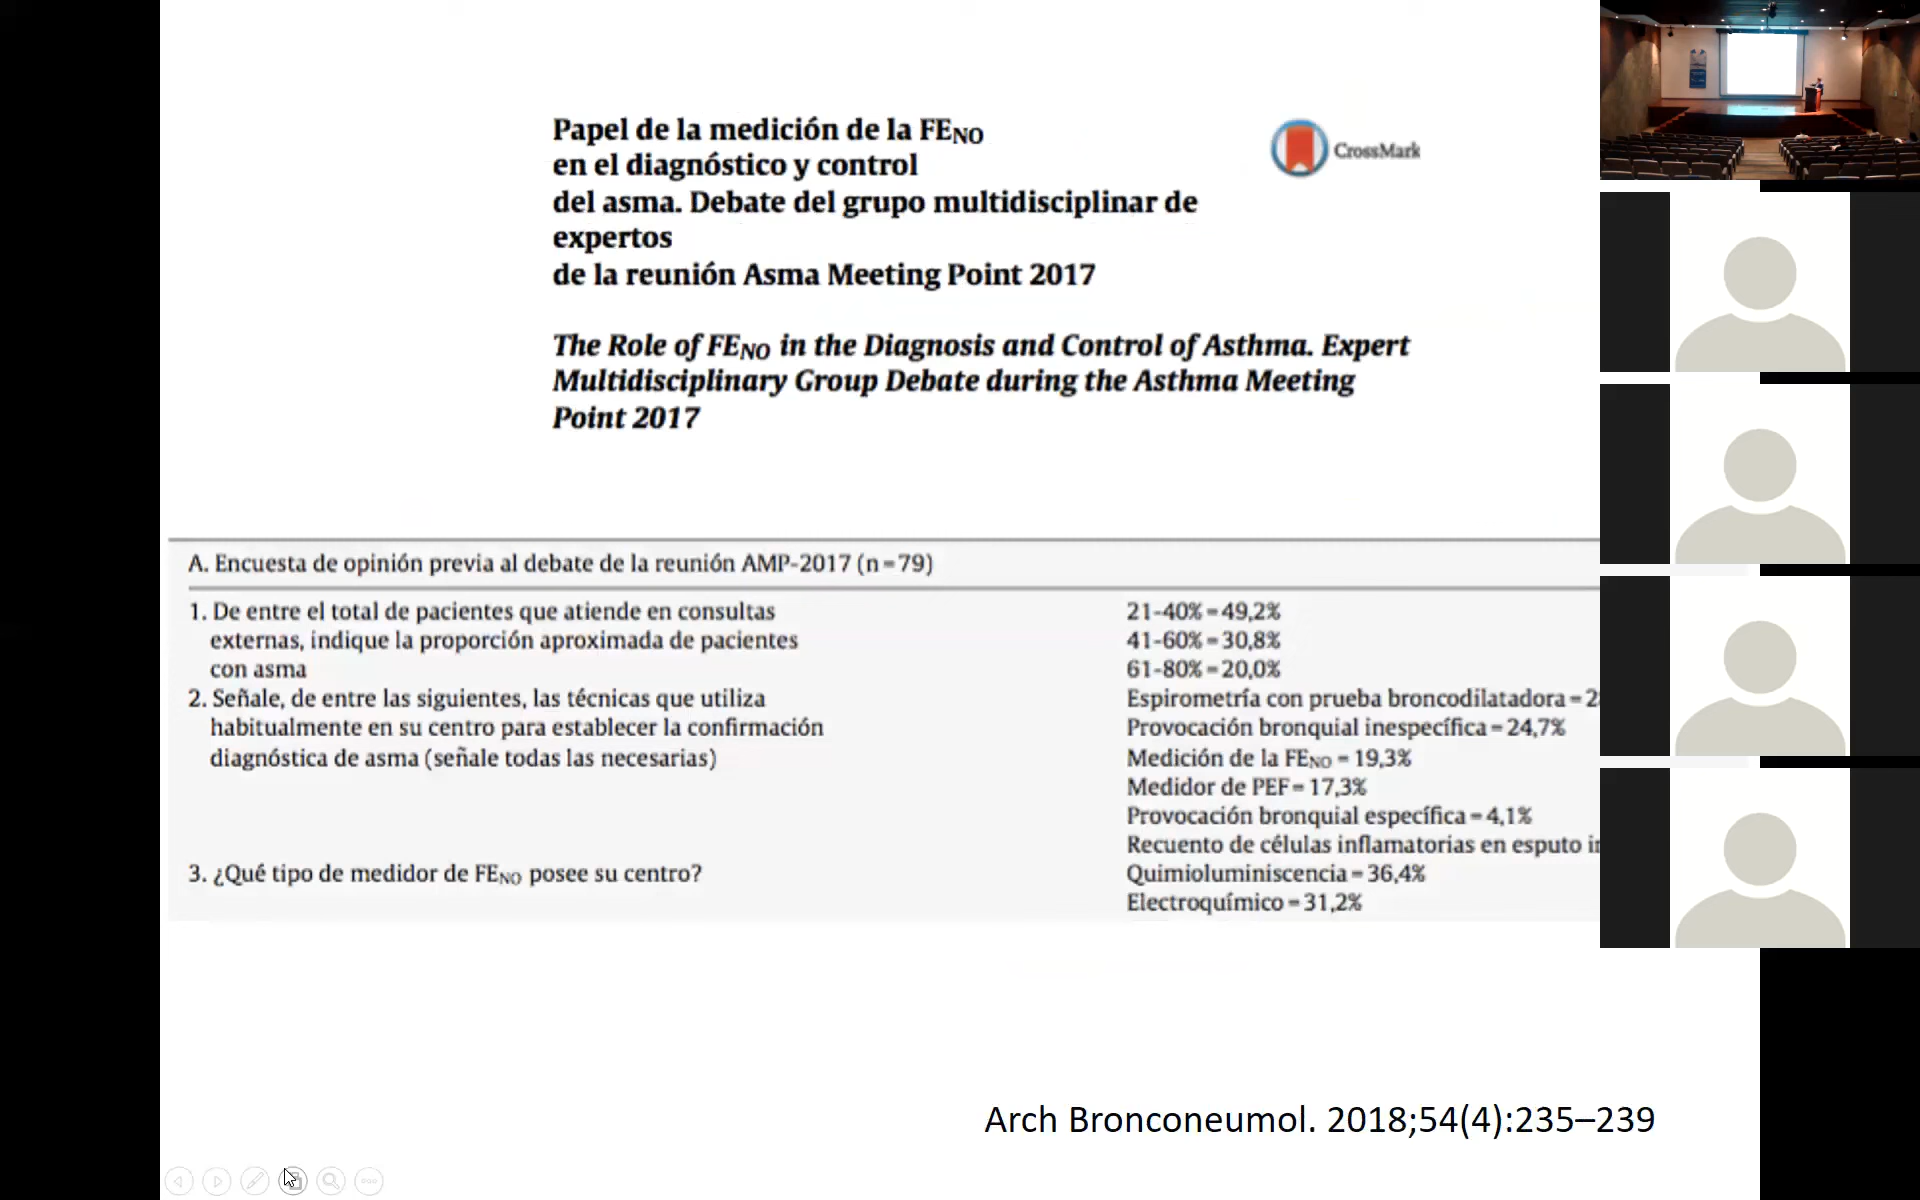 Papel de la medición de la FENO
en el diagnóstico y control
del asma. Debate del grupo multidisciplinar de
expertos
de la reunión Asma Meeting Point 2017
CrossMark
The Role of FENO in the Diagnosis and Control of Asthma. Expert
Multidisciplinary Group Debate during the Asthma Meeting
Point 2017
A. Encuesta de opinión previa al debate de la reunión AMP-2017 (n = 79)
1. De entre el total de pacientes que atiende en consultas
externas, indique la proporción aproximada de pacientes
con asma
21-40% = 49,2%
41-60% = 30,8%
61-80% = 20,0%
2. Señale, de entre las siguientes, las técnicas que utiliza
habitualmente en su centro para establecer la confirmación
diagnóstica de asma (señale todas las necesarias)
Espirometría con prueba broncodilatadora =
Provocación bronquial inespecífica = 24,7%
Medición de la FENO = 19,3%
Medidor de PEF = 17,3%
Provocación bronquial específica = 4,1%
Recuento de células inflamatorias en esputo
3. ¿Qué tipo de medidor de FENO posee su centro?
Quimioluminiscencia = 36,4%
Electroquímico = 31,2%
Arch Bronconeumol. 2018;54(4):235–239